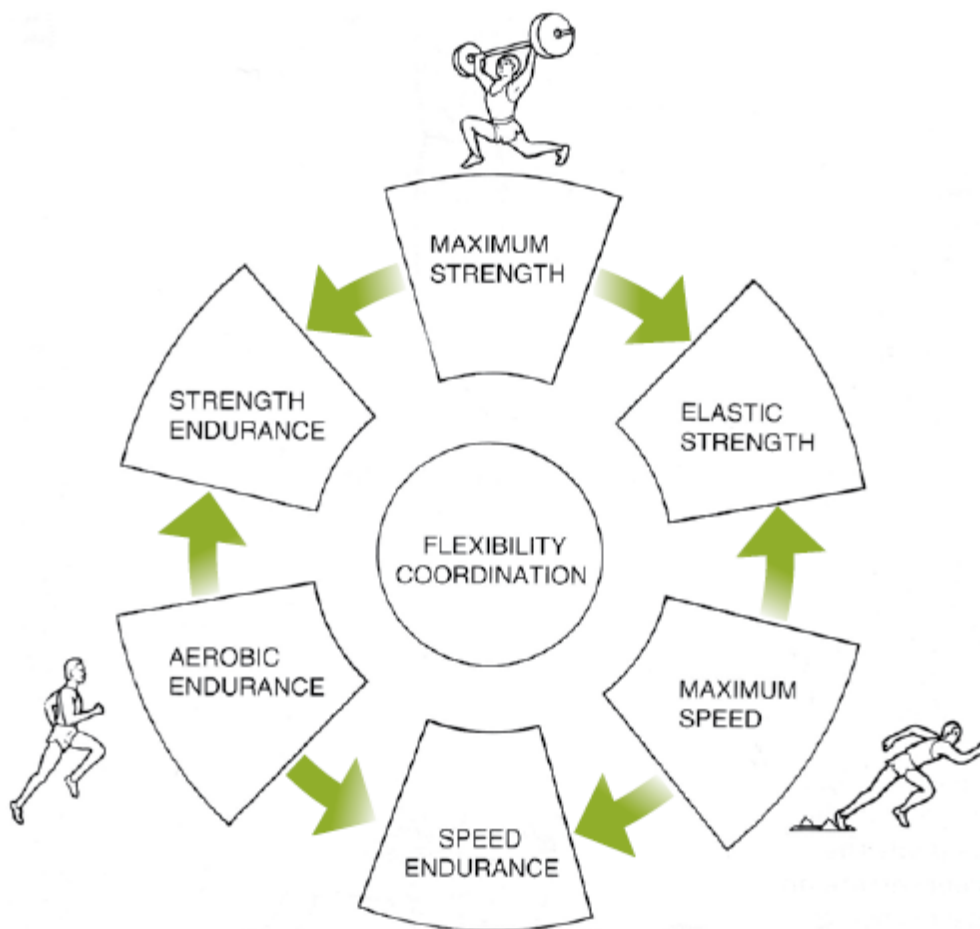 MAXIMUM
STRENGTH
STRENGTH
ENDURANCE
ELASTIC
STRENGTH
FLEXIBILITY
COORDINATION
AEROBIC
ENDURANCE
MAXIMUM
SPEED
SPEED
ENDURANCE